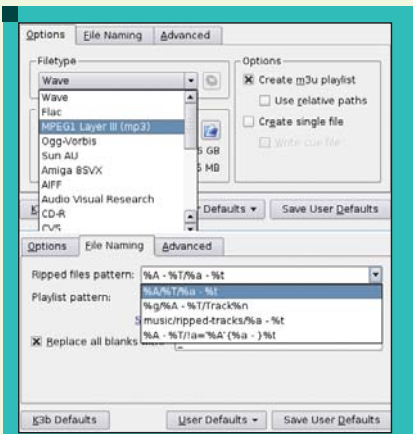 Options File Naming Advanced
Filetype
Options
Wave
Create m3u playlist
Wave
Use relative paths
Flac
MPEG1 Layer III (mp3)
Create single file
Ogg-Vorbis
Write cue file
Sun AU
5 GB
Amiga 8SVX
5 MB
AIFF
Audio Visual Research
CD-R
CVS
Defaults
Save User Defaults
Options File Naming Advanced
Ripped files pattern: %A - %T/%a - %t
%A/%T/%a - %t
Playlist pattern:
%g/%A - %T/Track%n
music/ripped-tracks/%a - %t
%A - %T/!a='%A'{%a - }%t
Replace all blanks
K3b Defaults User Defaults Save User Defaults